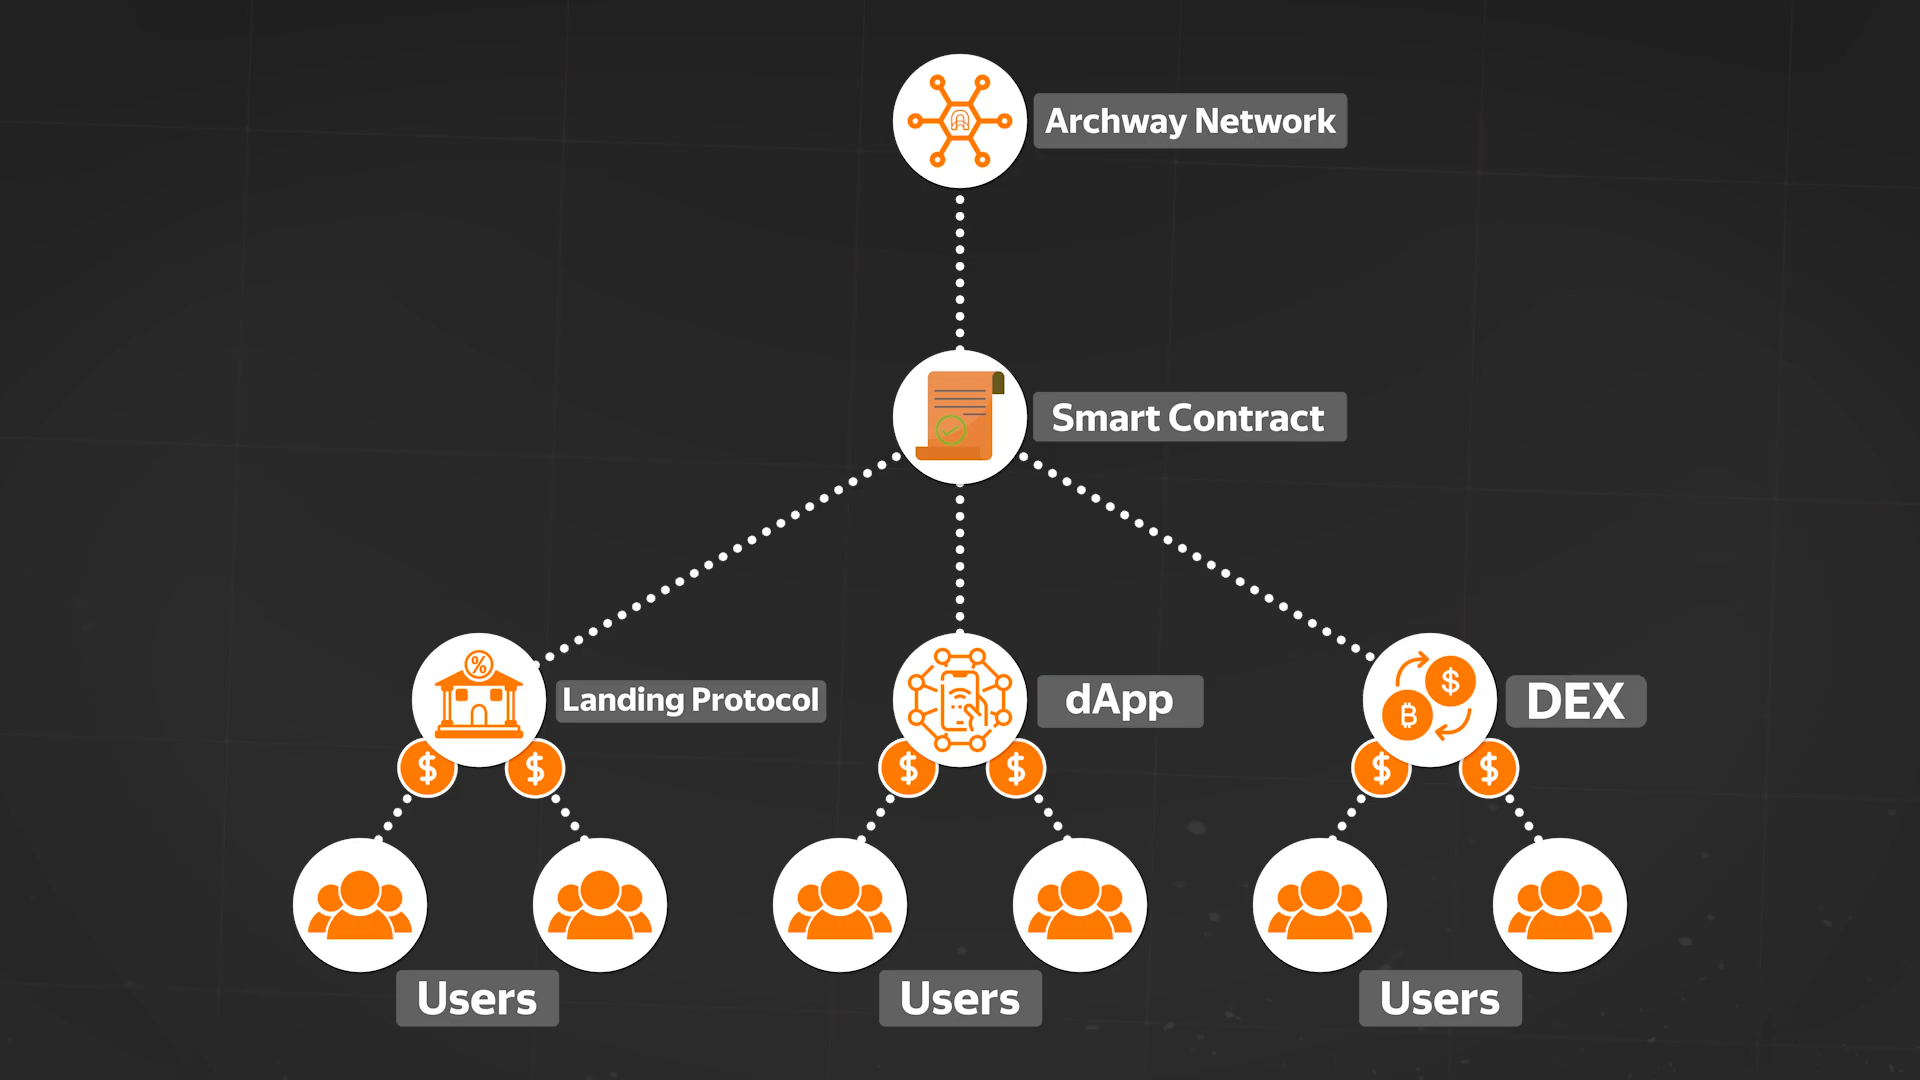 Archway Network
Smart Contract
%
Landing Protocol
dApp
$
B
DEX
$
$
$
$
$
$
Users
Users
Users